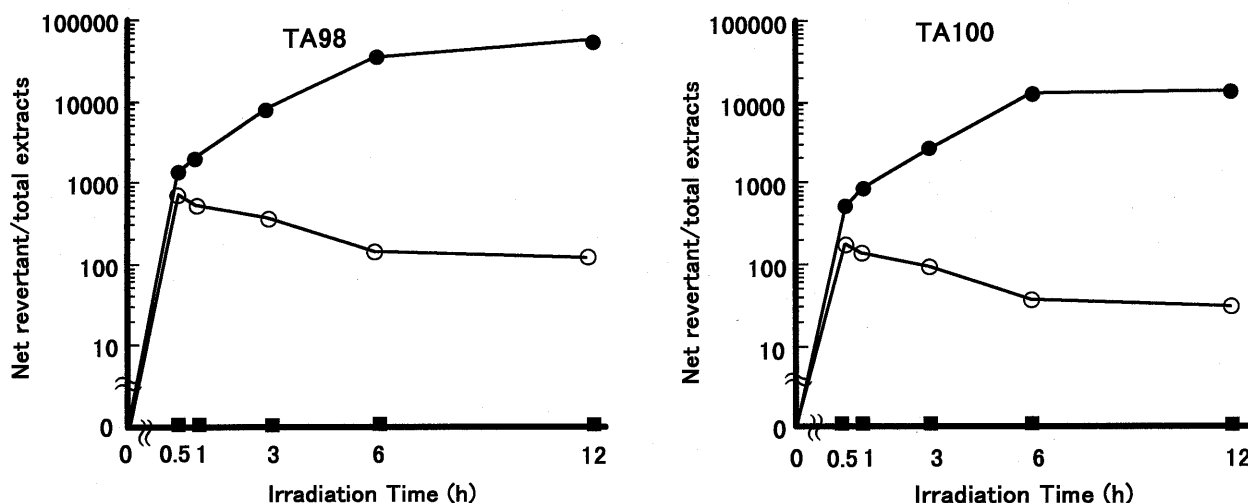 TA98
Net revertant/total extracts
100000
10000
1000
100
10
0
0 0.5 1 3 6 12
Irradiation Time (h)
TA100
Net revertant/total extracts
100000
10000
1000
100
10
0
0 0.5 1 3 6 12
Irradiation Time (h)